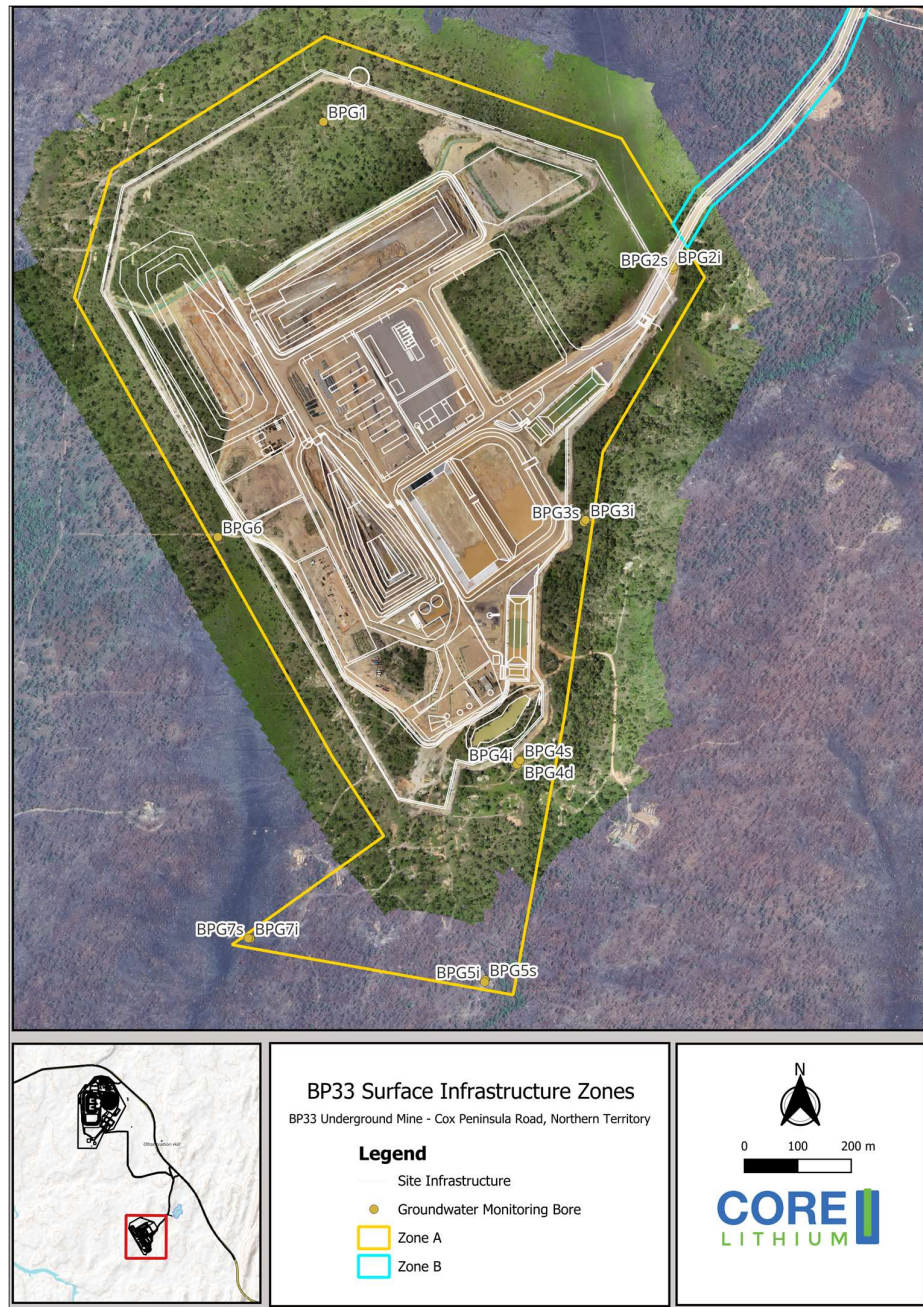 BPG1
BPG2s BPG2i
BPG3s BPG3i
BPG6
BPG4i BPG4s
BPG4d
BPG7s BPG7i
BPG5i BPG5s
Observation Hill
BP33 Surface Infrastructure Zones
BP33 Underground Mine - Cox Peninsula Road, Northern Territory
Legend
Site Infrastructure
Groundwater Monitoring Bore
Zone A
Zone B
N
0 100 200 m
CORE
LITHIUM